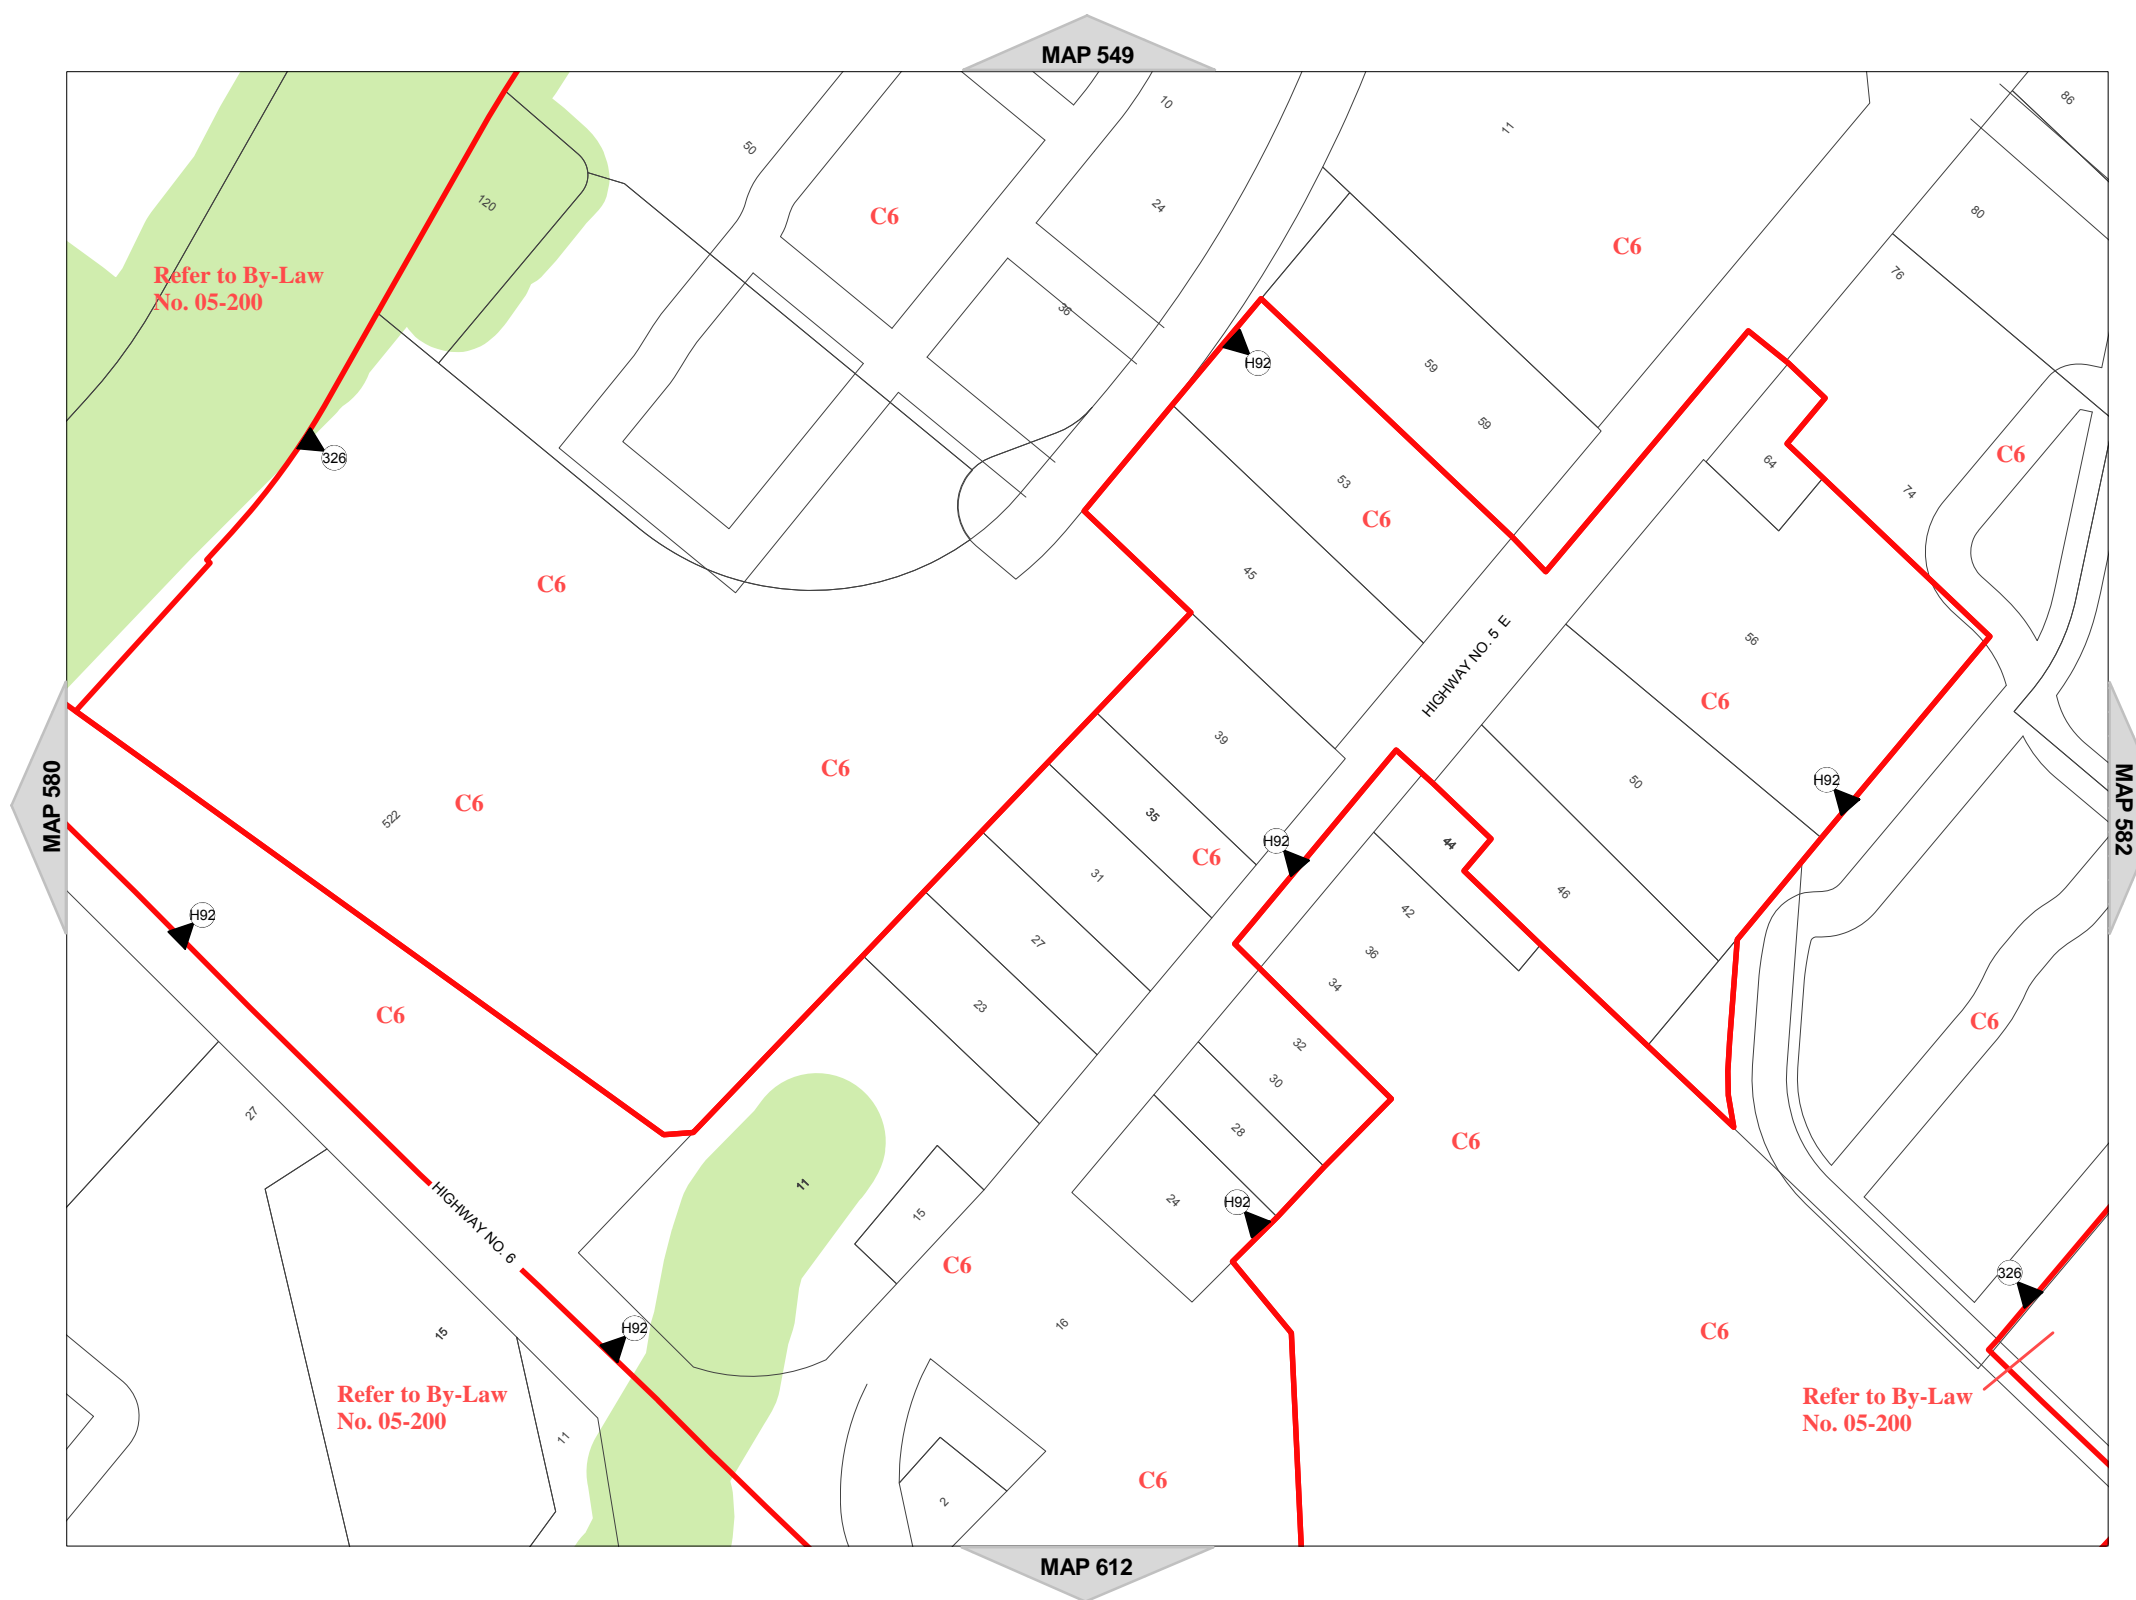 MAP 549
10
11
86
50
120
24
80
C6
C6
Refer to By-Law
No. 05-200
76
36
H92
59
59
326
53
C6
64
C6
74
45
C6
HIGHWAY NO. 5 E
56
C6
39
C6
C6
522
50
H92
35
H92
44
C6
31
46
MAP 580
MAP 582
42
H92
27
36
34
23
C6
C6
32
30
27
28
C6
11
24
H92
15
HIGHWAY NO. 6
C6
326
16
H92
15
C6
Refer to By-Law
No. 05-200
Refer to By-Law
No. 05-200
11
C6
2
MAP 612